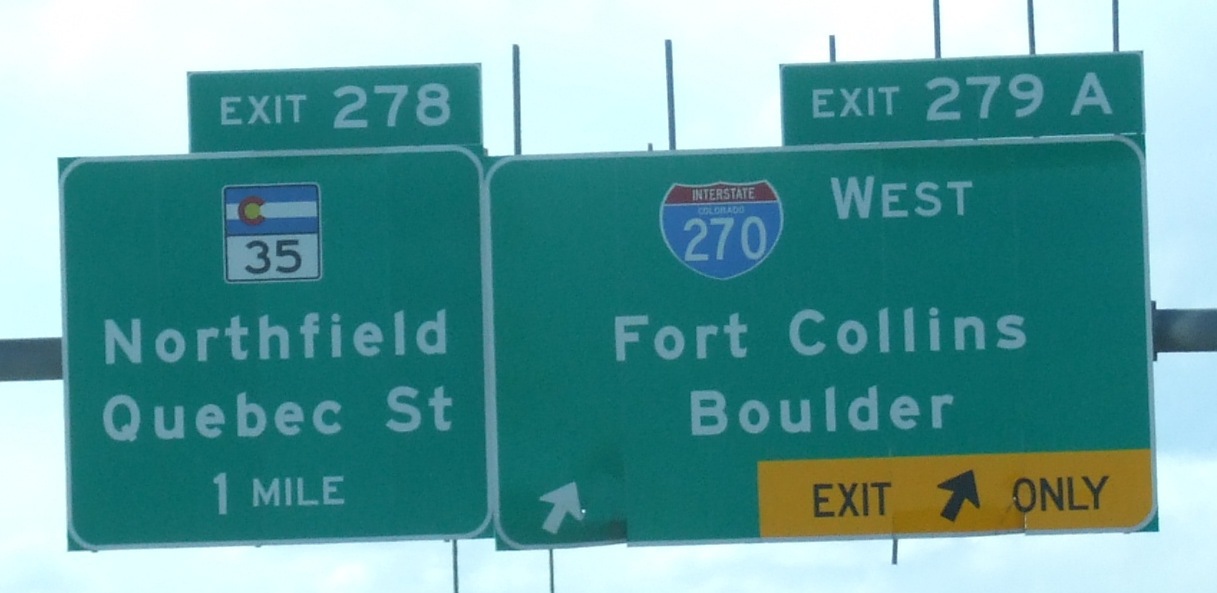 EXIT 278
35
Northfield
Quebec St
1 MILE
EXIT 279 A
INTERSTATE
COLORADO
270
WEST
Fort Collins
Boulder
EXIT ONLY